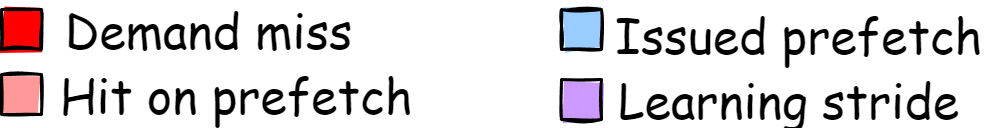 Demand miss
Issued prefetch
Hit on prefetch
Learning stride